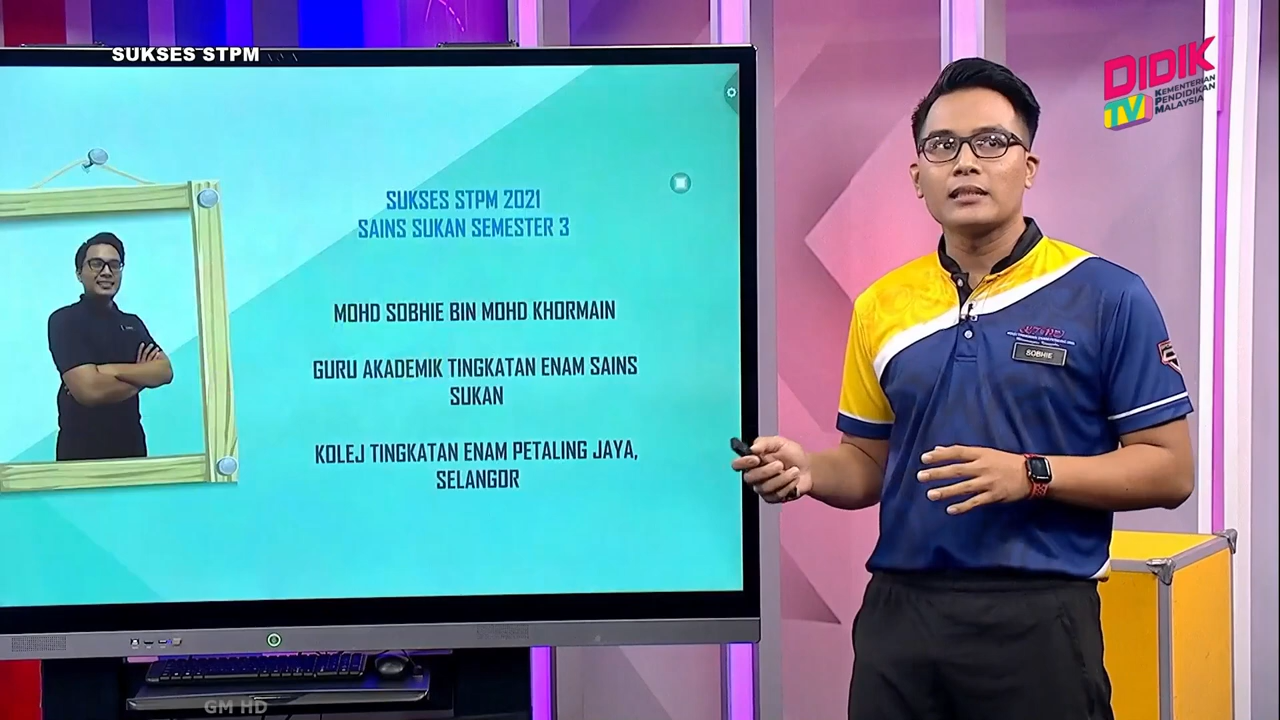 SUKSES STPM
DIDIK
TV
KEMENTERIAN
PENDIDIKAN
MALAYSIA
SUKSES STPM 2021
SAINS SUKAN SEMESTER 3
MOHD SOBHIE BIN MOHD KHORMAIN
GURU AKADEMIK TINGKATAN ENAM SAINS
SUKAN
KOLEJ TINGKATAN ENAM PETALING JAYA,
SELANGOR
SOBHIE
GM HD